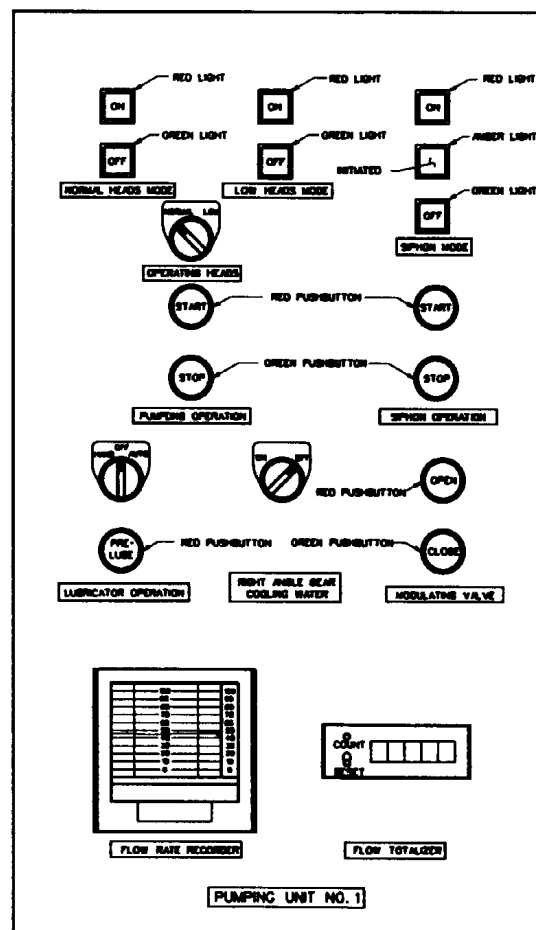 RED LIGHT
RED LIGHT
RED LIGHT
ON
ON
ON
GREEN LIGHT
GREEN LIGHT
AMBER LIGHT
OFF
OFF
INITIATED
NORMAL HEADS MODE
LOW HEADS MODE
GREEN LIGHT
OFF
NORMAL LOW
SIPHON MODE
OPERATING HEADS
START
RED PUSHBUTTON
START
STOP
GREEN PUSHBUTTON
STOP
PUMPING OPERATION
SIPHON OPERATION
HAND OFF AUTO
ON OFF
OPEN
RED PUSHBUTTON
PRE-
LUBE
RED PUSHBUTTON
GREEN PUSHBUTTON
CLOSE
LUBRICATOR OPERATION
RIGHT ANGLE GEAR
COOLING WATER
MODULATING VALVE
COUNT
RESET
FLOW RATE RECORDER
FLOW TOTALIZER
PUMPING UNIT NO. 1